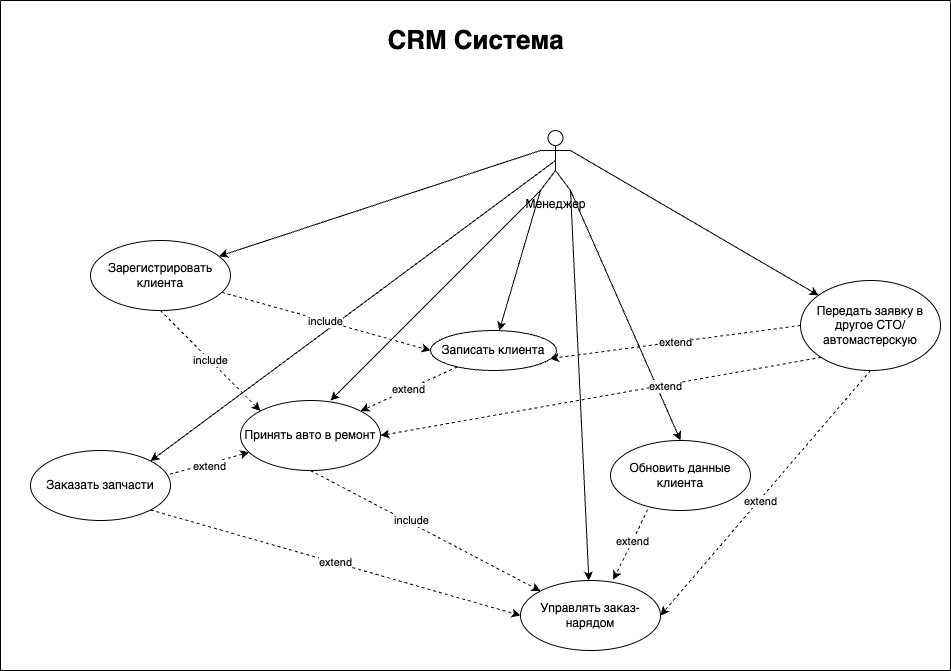 CRM Система
Менеджер
Зарегистрировать
клиента
Передать заявку в
другое СТО/
автомастерскую
include
extend
Записать клиента
include
extend
extend
Принять авто в ремонт
extend
Обновить данные
клиента
Заказать запчасти
extend
include
extend
extend
Управлять заказ-
нарядом